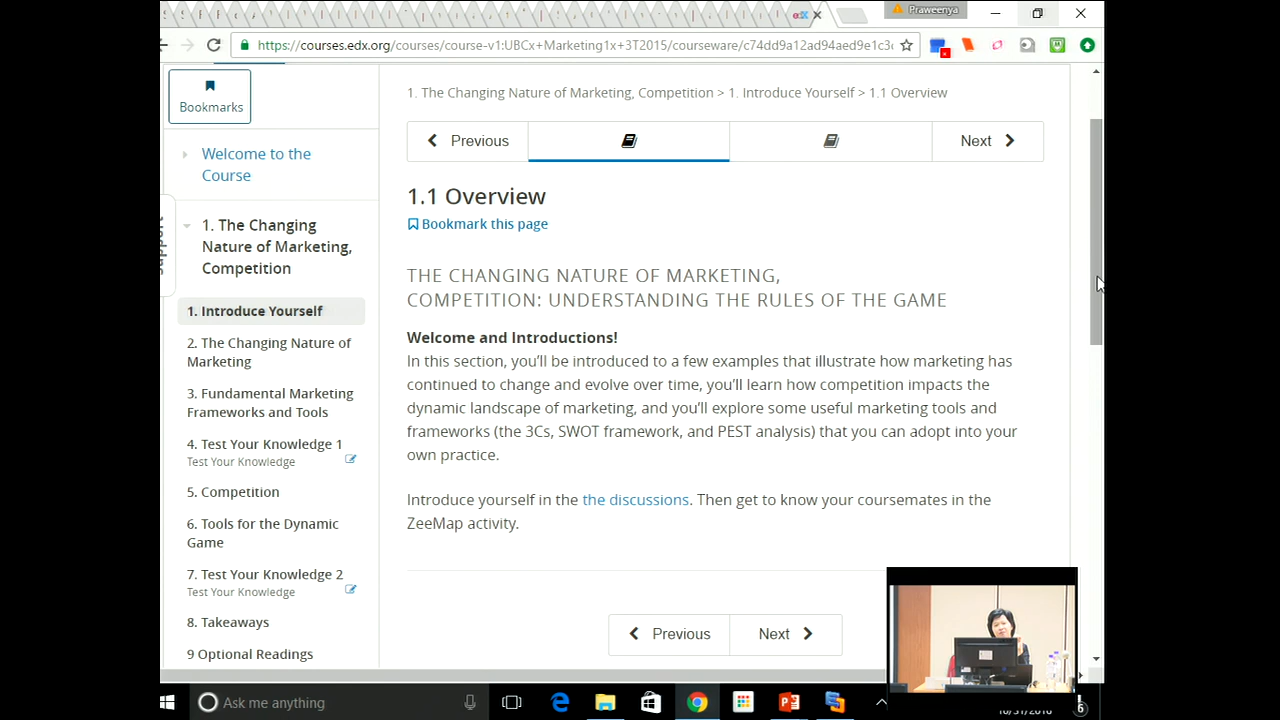 Praweenya
https://courses.edx.org/courses/course-v1:UBCx+Marketing1x+3T2015/courseware/c74dd9a12ad94aed9e1c3
Bookmarks
Welcome to the
Course
Support
1. The Changing
Nature of Marketing,
Competition
1. Introduce Yourself
2. The Changing Nature of
Marketing
3. Fundamental Marketing
Frameworks and Tools
4. Test Your Knowledge 1
Test Your Knowledge
5. Competition
6. Tools for the Dynamic
Game
7. Test Your Knowledge 2
Test Your Knowledge
8. Takeaways
9 Optional Readings
1. The Changing Nature of Marketing, Competition > 1. Introduce Yourself > 1.1 Overview
Previous
Next
1.1 Overview
Bookmark this page
THE CHANGING NATURE OF MARKETING,
COMPETITION: UNDERSTANDING THE RULES OF THE GAME
Welcome and Introductions!
In this section, you'll be introduced to a few examples that illustrate how marketing has
continued to change and evolve over time, you'll learn how competition impacts the
dynamic landscape of marketing, and you'll explore some useful marketing tools and
frameworks (the 3Cs, SWOT framework, and PEST analysis) that you can adopt into your
own practice.
Introduce yourself in the the discussions. Then get to know your coursemates in the
ZeeMap activity.
Previous
Next
Ask me anything
10/31/2016